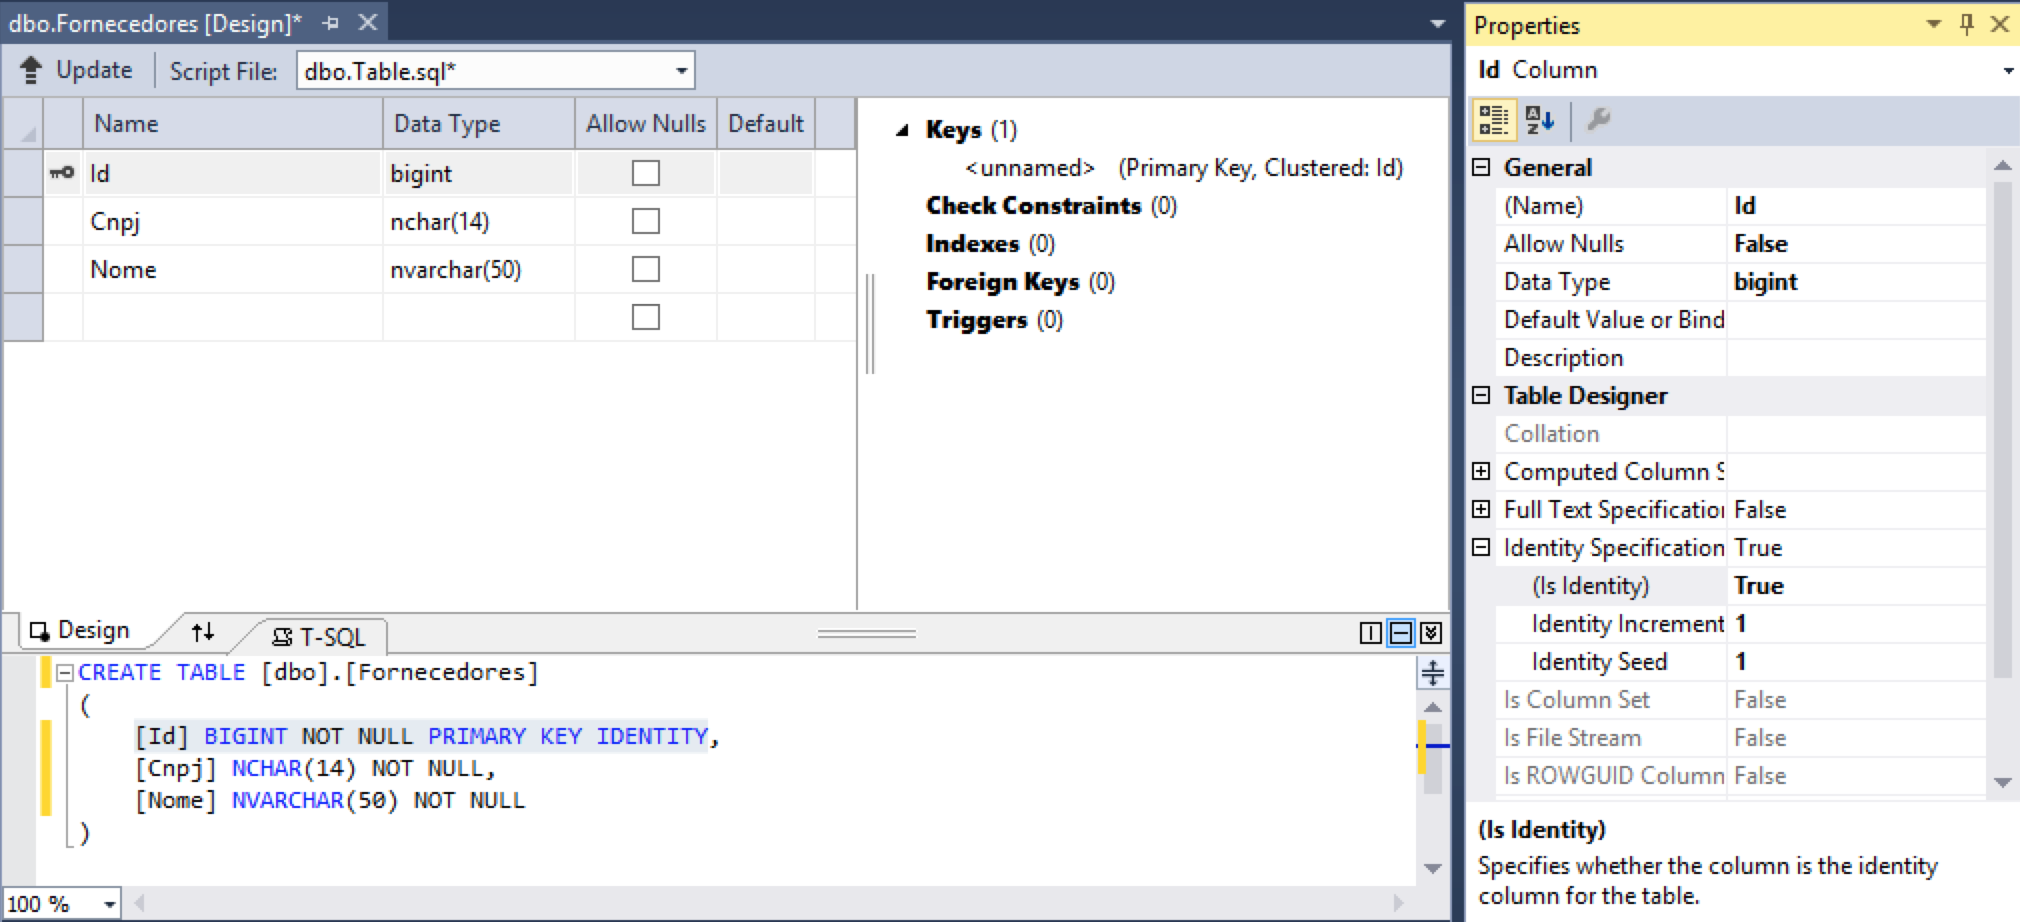 dbo.Fornecedores [Design]*
Update Script File: dbo.Table.sql*
Name Data Type Allow Nulls Default
Id bigint
Cnpj nchar(14)
Nome nvarchar(50)
Keys (1)
<unnamed> (Primary Key, Clustered: Id)
Check Constraints (0)
Indexes (0)
Foreign Keys (0)
Triggers (0)
Design T-SQL
CREATE TABLE [dbo].[Fornecedores]
(
[Id] BIGINT NOT NULL PRIMARY KEY IDENTITY,
[Cnpj] NCHAR(14) NOT NULL,
[Nome] NVARCHAR(50) NOT NULL
)
100 %
Properties
Id Column
General
(Name) Id
Allow Nulls False
Data Type bigint
Default Value or Bind
Description
Table Designer
Collation
Computed Column S
Full Text Specification False
Identity Specification True
(Is Identity) True
Identity Increment 1
Identity Seed 1
Is Column Set False
Is File Stream False
Is ROWGUID Column False
(Is Identity)
Specifies whether the column is the identity
column for the table.